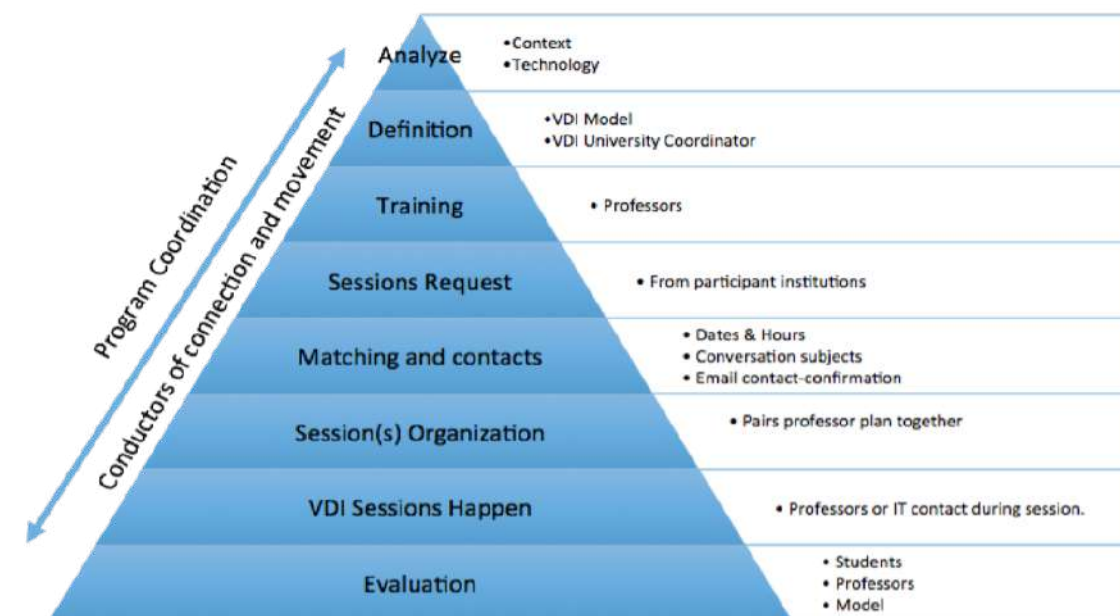 Analyze
•Context
•Technology
Definition
•VDI Model
•VDI University Coordinator
Training
• Professors
Sessions Request
• From participant institutions
Matching and contacts
• Dates & Hours
• Conversation subjects
• Email contact-confirmation
Session(s) Organization
• Pairs professor plan together
VDI Sessions Happen
• Professors or IT contact during session.
Evaluation
• Students
• Professors
• Model
Program Coordination
Conductors of connection and movement